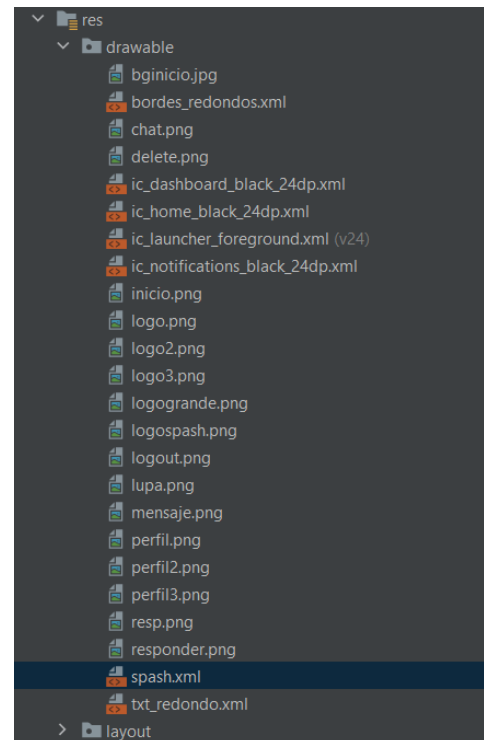 res
drawable
bginicio.jpg
bordes_redondos.xml
chat.png
delete.png
ic_dashboard_black_24dp.xml
ic_home_black_24dp.xml
ic_launcher_foreground.xml (v24)
ic_notifications_black_24dp.xml
inicio.png
logo.png
logo2.png
logo3.png
logogrande.png
logospash.png
logout.png
lupa.png
mensaje.png
perfil.png
perfil2.png
perfil3.png
resp.png
responder.png
spash.xml
txt_redondo.xml
layout